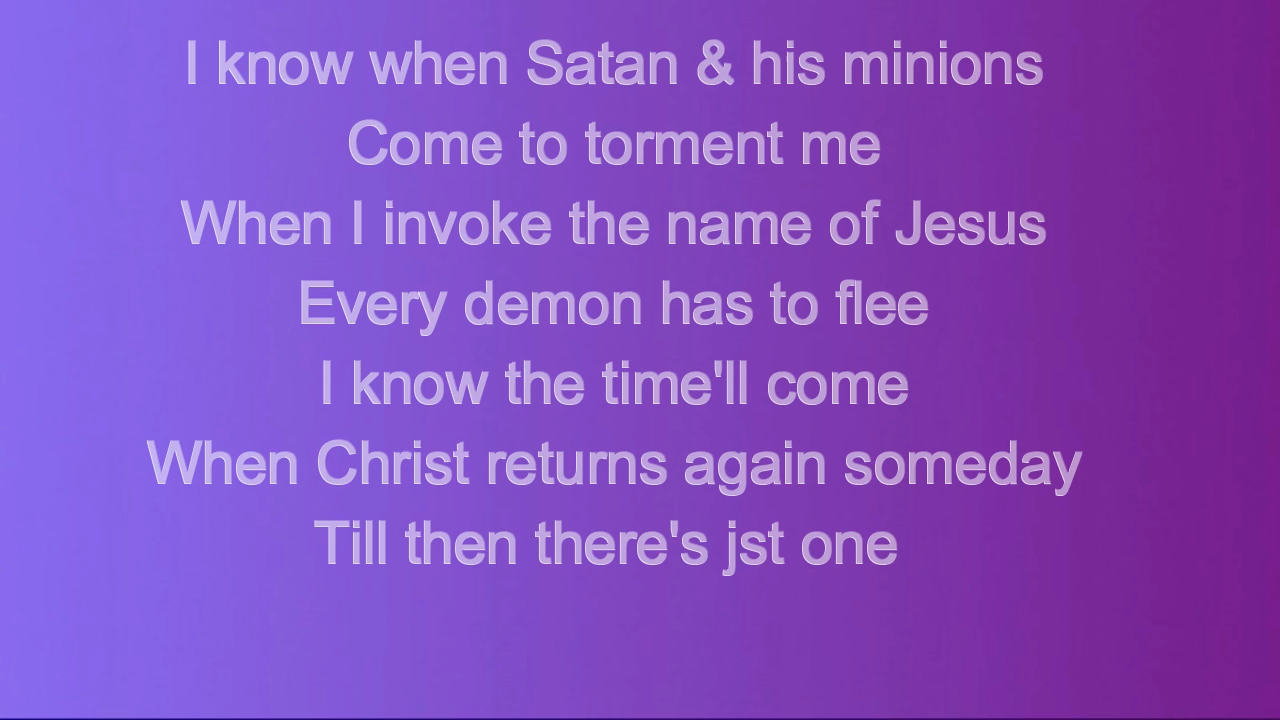 I know when Satan & his minions
Come to torment me
When I invoke the name of Jesus
Every demon has to flee
I know the time'll come
When Christ returns again someday
Till then there's jst one